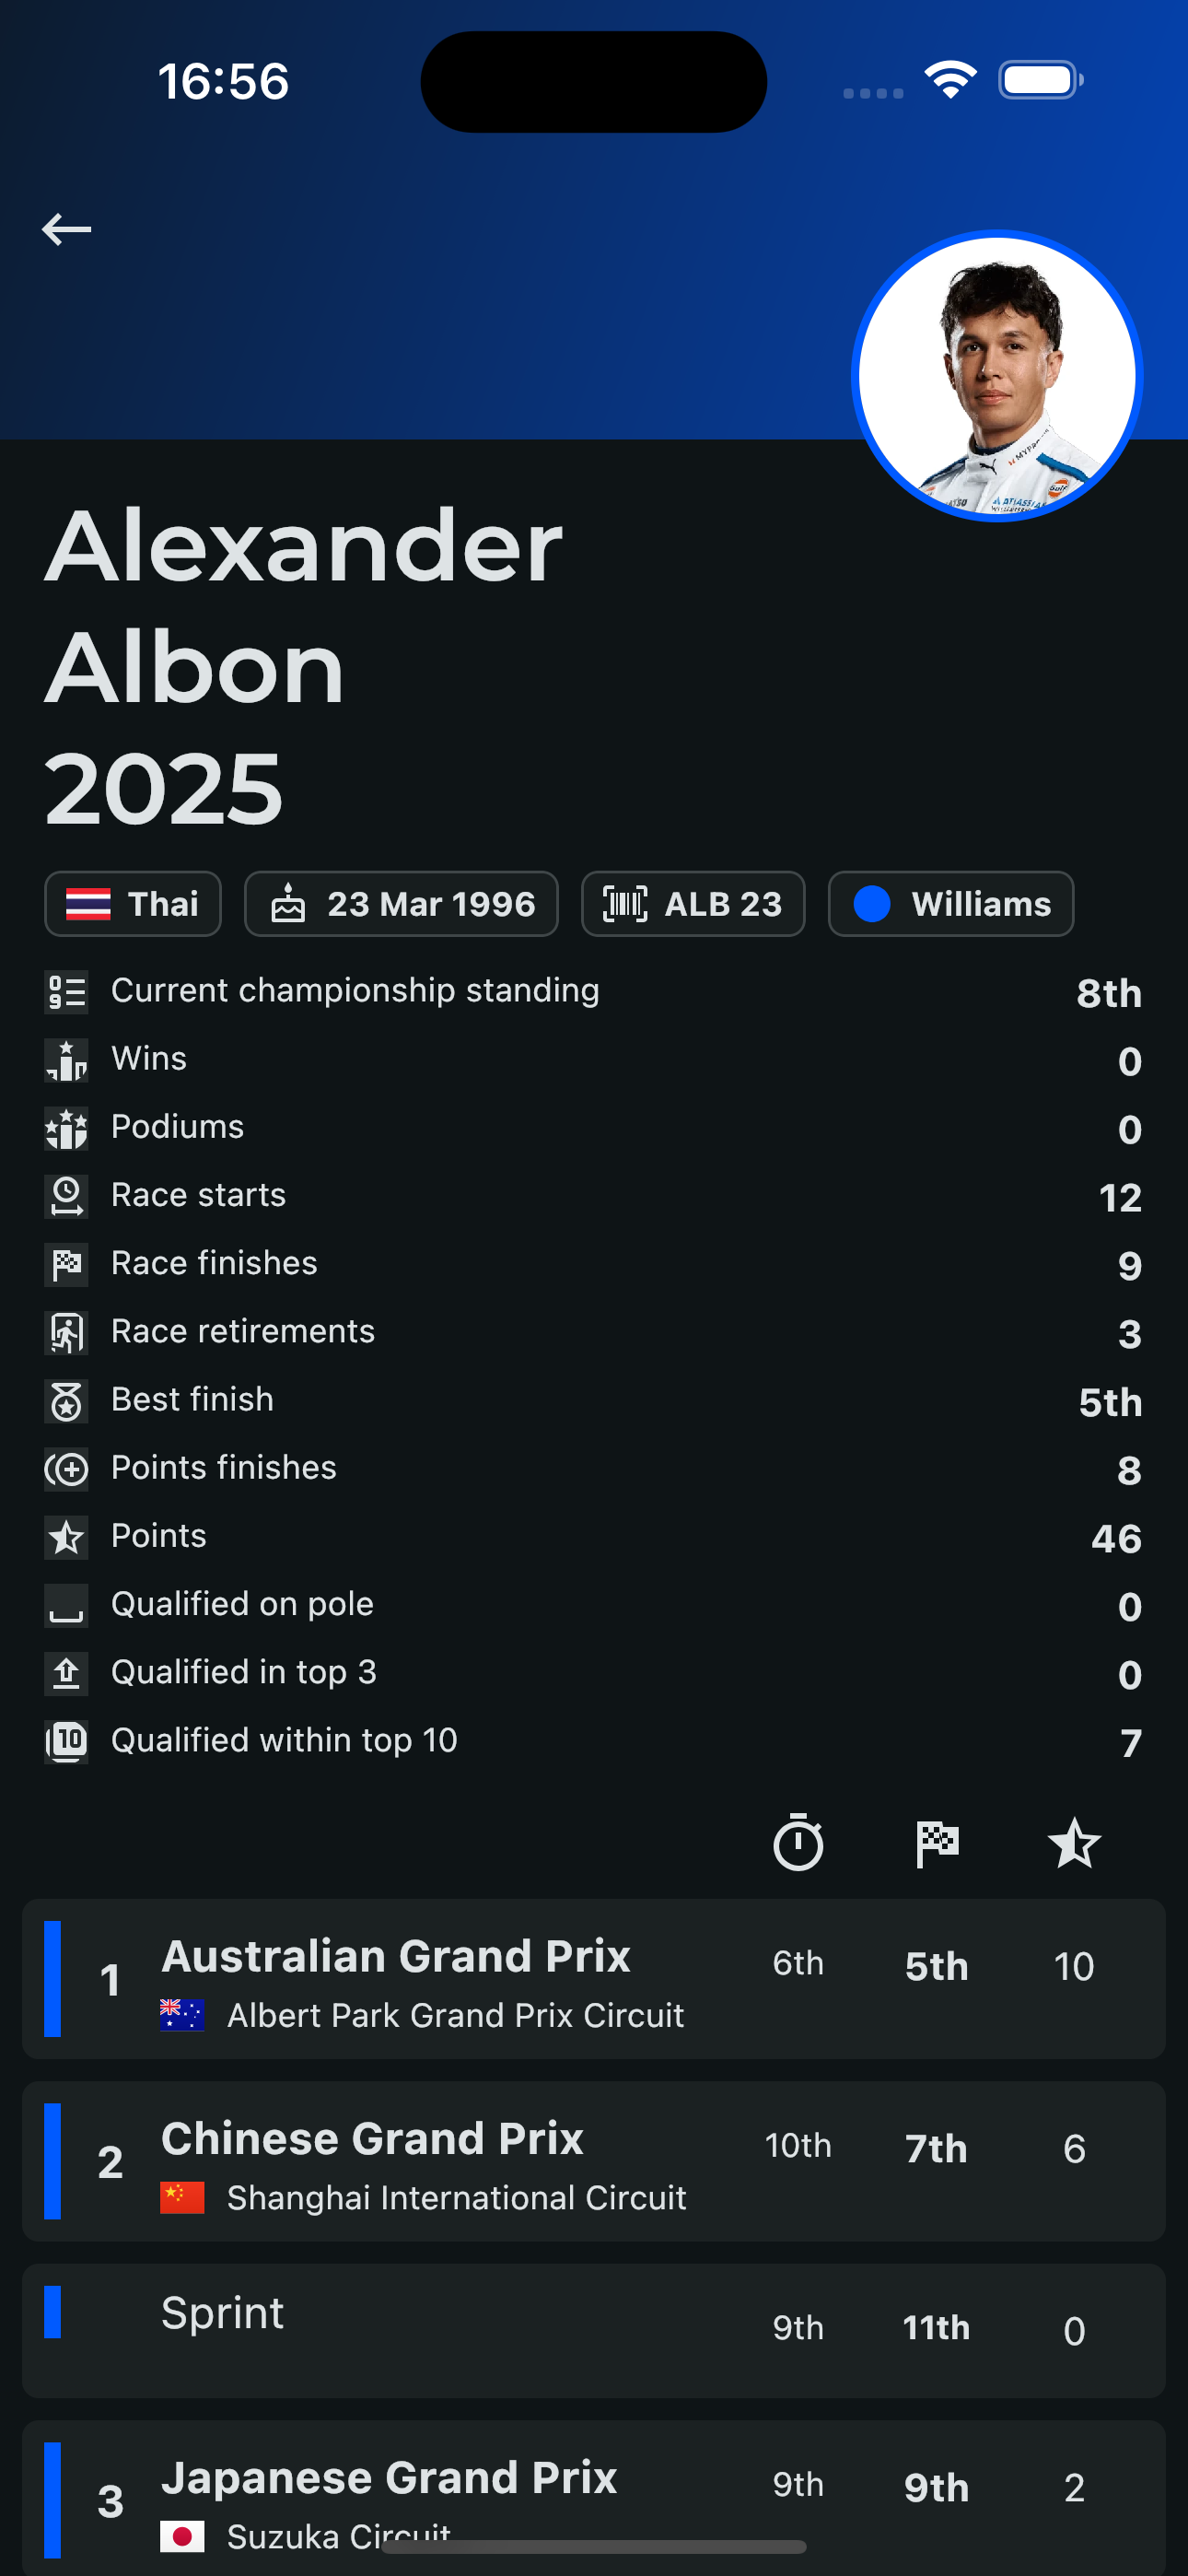 16:56
Alexander
Albon
2025
Thai 23 Mar 1996 ALB 23 Williams
Current championship standing 8th
Wins 0
Podiums 0
Race starts 12
Race finishes 9
Race retirements 3
Best finish 5th
Points finishes 8
Points 46
Qualified on pole 0
Qualified in top 3 0
10 Qualified within top 10 7
1 Australian Grand Prix 6th 5th 10
Albert Park Grand Prix Circuit
2 Chinese Grand Prix 10th 7th 6
Shanghai International Circuit
Sprint 9th 11th 0
3 Japanese Grand Prix 9th 9th 2
Suzuka Circuit